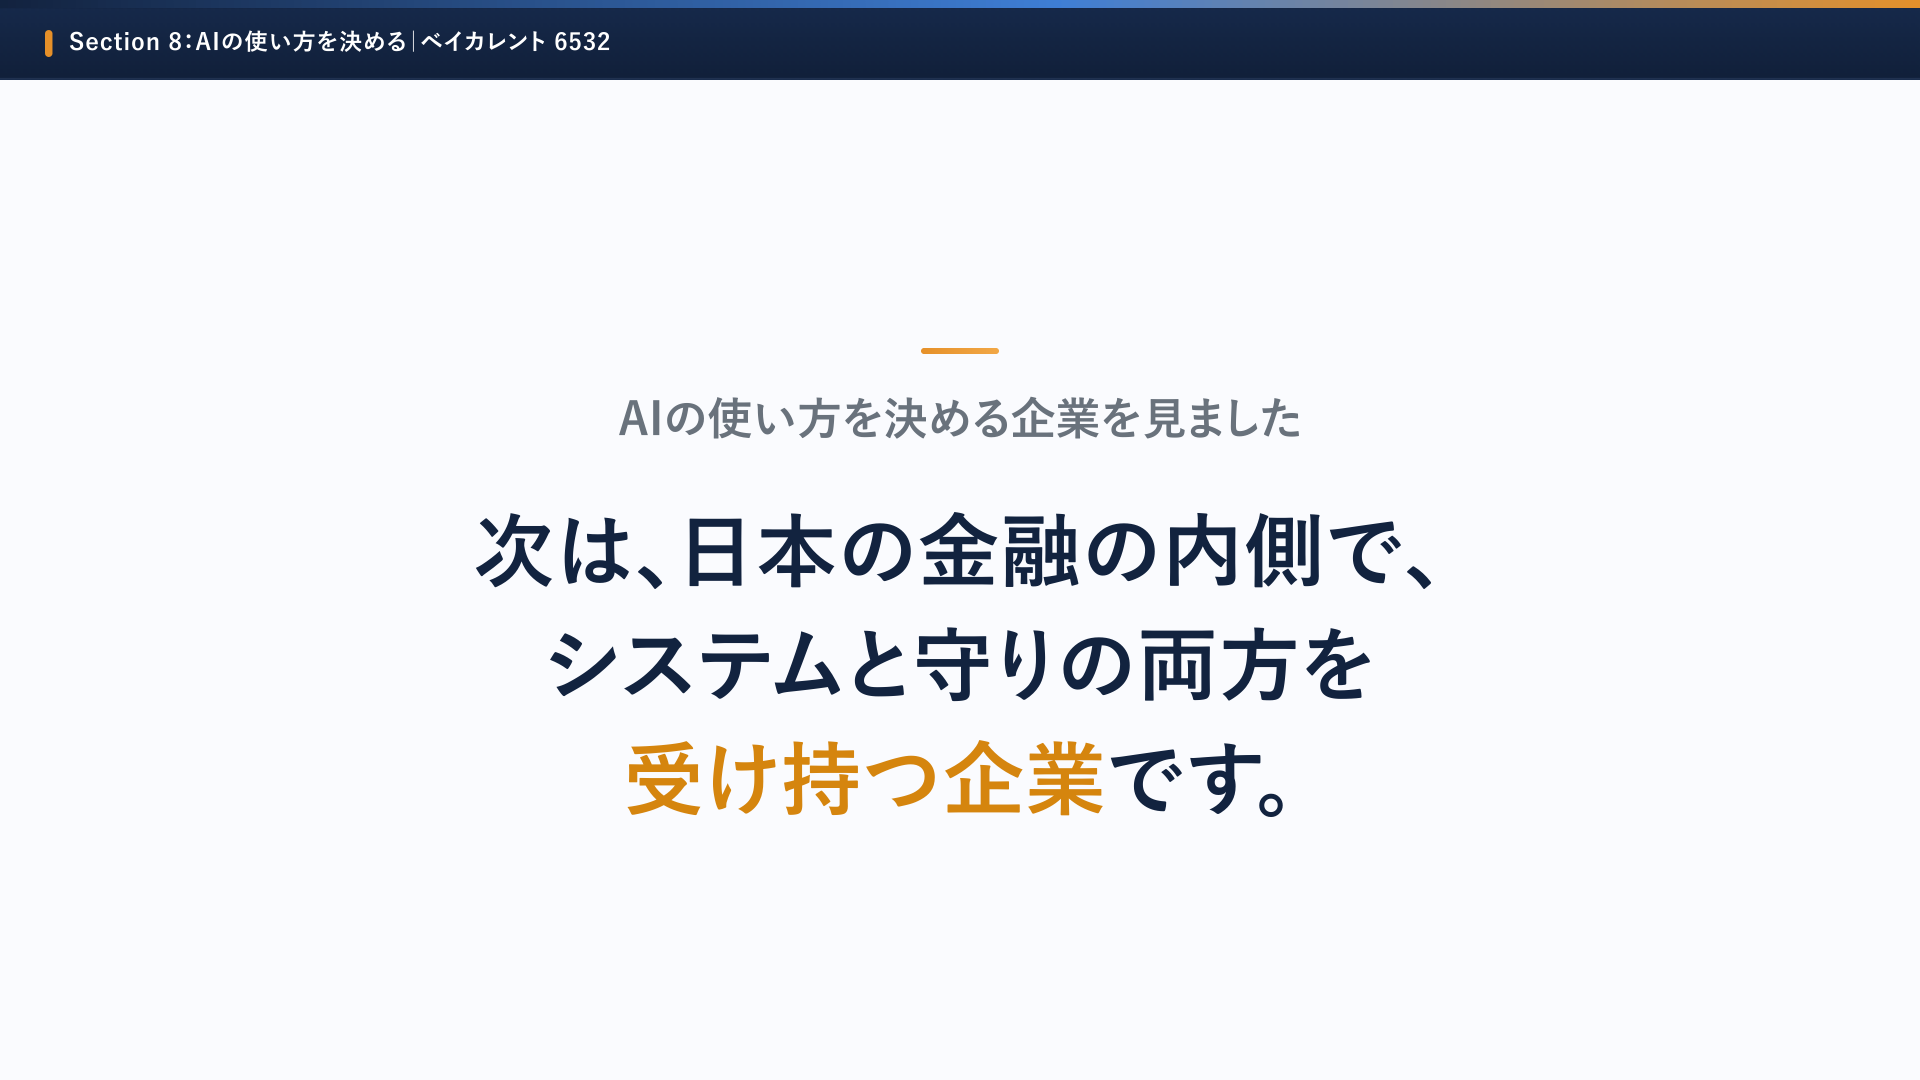 Section 8：AIの使い方を決める｜ベイカレント 6532
AIの使い方を決める企業を見ました
次は、日本の金融の内側で、
システムと守りの両方を
受け持つ企業です。